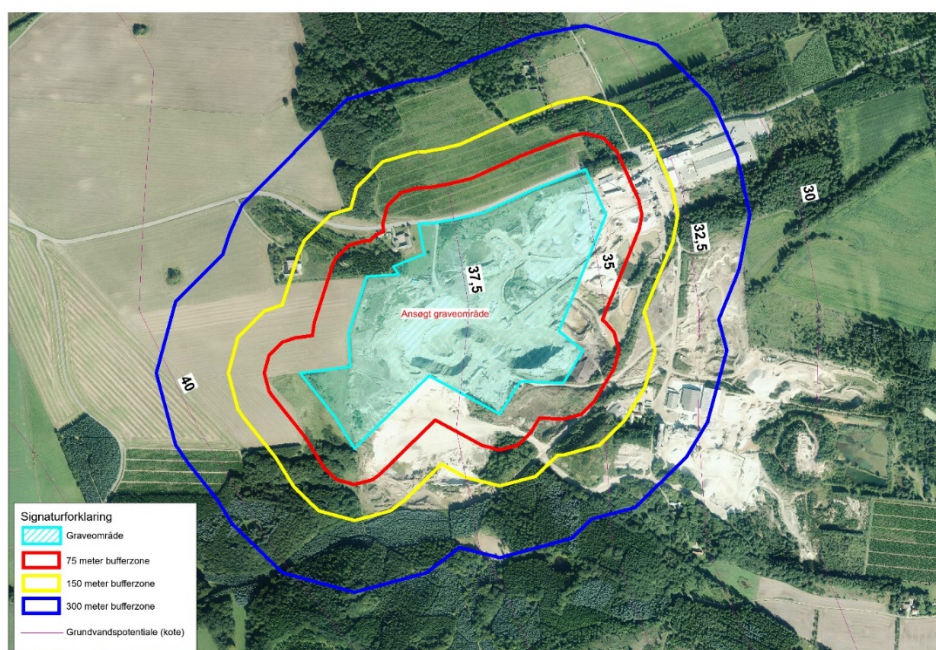 30
32,5
35
37,5
Ansøgt graveområde
40
Signaturforklaring
Graveområde
75 meter bufferzone
150 meter bufferzone
300 meter bufferzone
Grundvandspotentiale (kote)